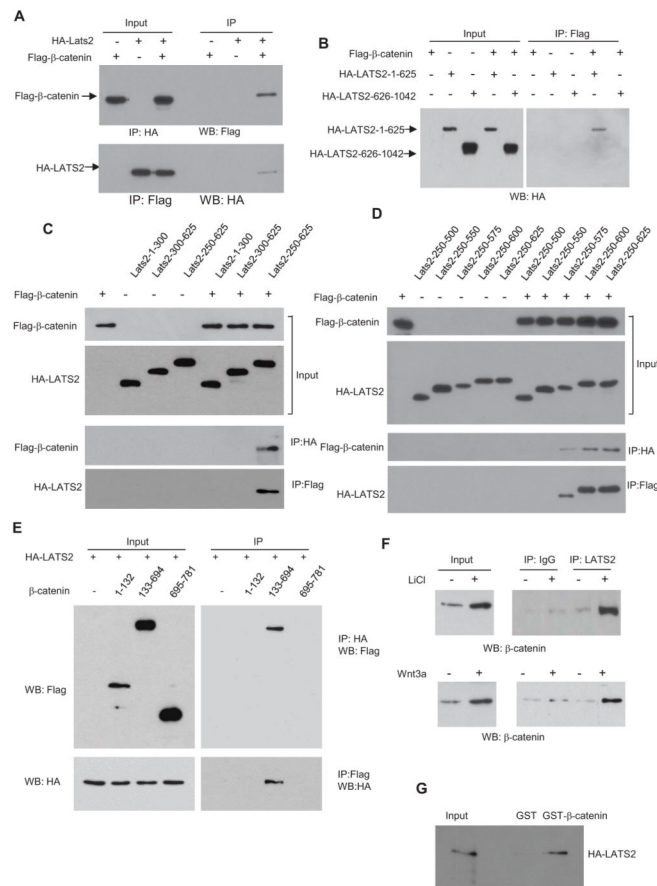 A
Input IP
HA-Lats2 - + + - + +
Flag-β-catenin + - + + - +
Flag-β-catenin
IP: HA WB: Flag
HA-LATS2
IP: Flag WB: HA
B
Input IP: Flag
Flag-β-catenin + - - + + + - - + +
HA-LATS2-1-625 - + - + - - + - + -
HA-LATS2-626-1042 - - + - + - - + - +
HA-LATS2-1-625
HA-LATS2-626-1042
WB: HA
C
Lats2-1-300
Lats2-300-625
Lats2-250-625
Lats2-1-300
Lats2-300-625
Lats2-250-625
Flag-β-catenin + - - - + + +
Flag-β-catenin
HA-LATS2
Input
Flag-β-catenin IP:HA
HA-LATS2 IP:Flag
D
Lats2-250-500
Lats2-250-550
Lats2-250-575
Lats2-250-600
Lats2-250-625
Lats2-250-500
Lats2-250-550
Lats2-250-575
Lats2-250-600
Lats2-250-625
Flag-β-catenin + - - - - - + + + + +
Flag-β-catenin
Input
HA-LATS2
Flag-β-catenin IP:HA
HA-LATS2 IP:Flag
E
Input IP
HA-LATS2 + + + + + + + +
β-catenin - 1-132 133-694 695-781 - 1-132 133-694 695-781
IP: HA
WB: Flag
WB: Flag
WB: HA
IP:Flag
WB:HA
F
Input IP: IgG IP: LATS2
LiCl - + - + - +
WB: β-catenin
Wnt3a - + - + - +
WB: β-catenin
G
Input GST GST-β-catenin
HA-LATS2